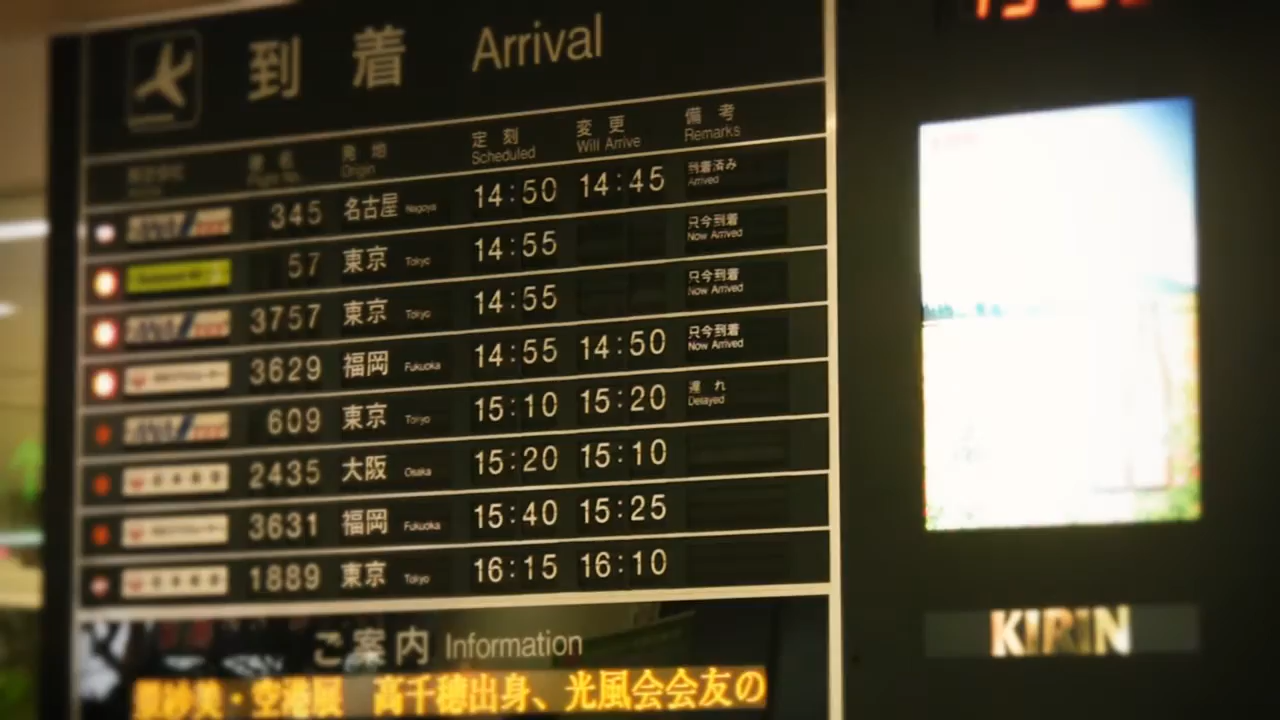 到着 Arrival
定刻 変更 備考
発地 Scheduled Will Arrive Remarks
Origin
345 名古屋 Nagoya 14:50 14:45 到着済み Arrived
57 東京 Tokyo 14:55 只今到着 Now Arrived
3757 東京 Tokyo 14:55 只今到着 Now Arrived
3629 福岡 Fukuoka 14:55 14:50 只今到着 Now Arrived
609 東京 Tokyo 15:10 15:20 遅れ Delayed
2435 大阪 Osaka 15:20 15:10
3631 福岡 Fukuoka 15:40 15:25
1889 東京 Tokyo 16:15 16:10
ご案内 Information
紗美・空港展 高千穂出身、光風会会友の
KIRIN